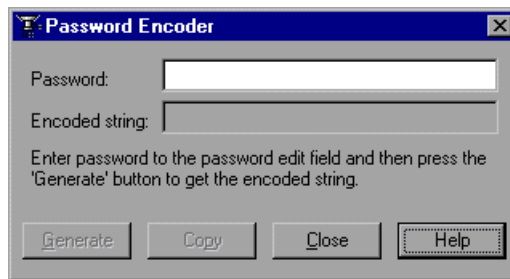 Password Encoder
Password:
Encoded string:
Enter password to the password edit field and then press the
'Generate' button to get the encoded string.
Generate Copy Close Help